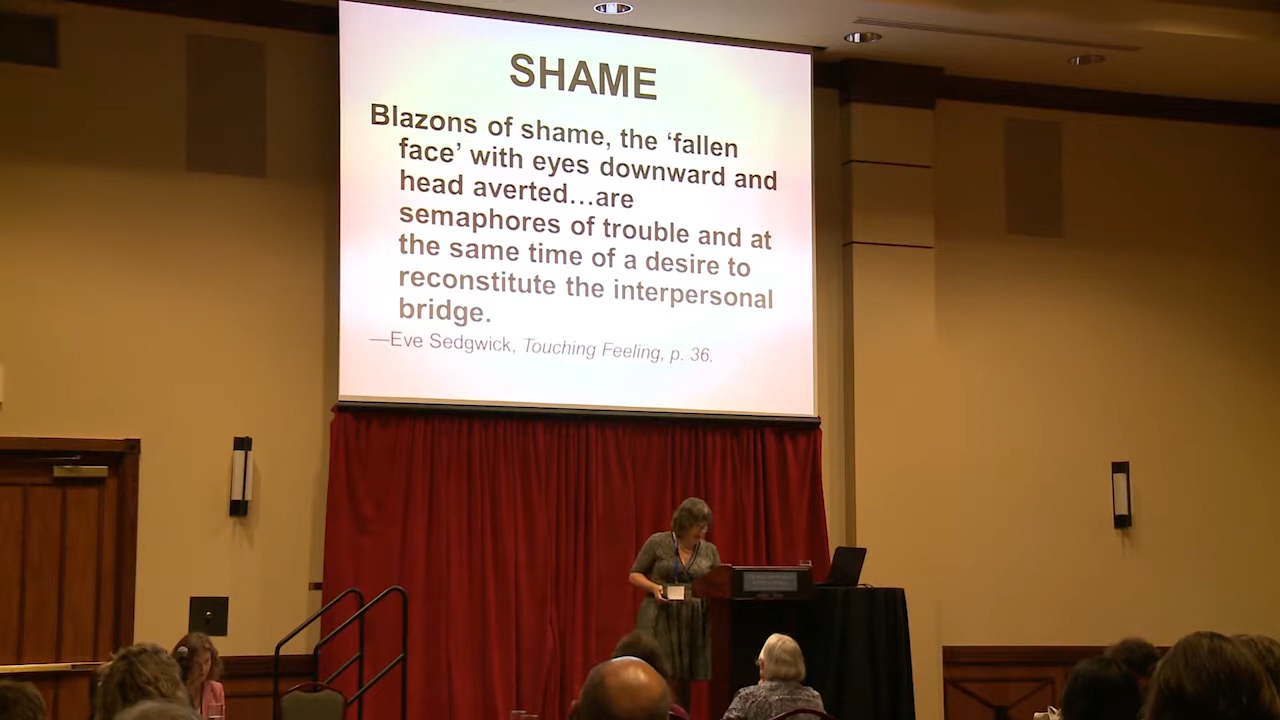 SHAME
Blazons of shame, the ‘fallen
face’ with eyes downward and
head averted…are
semaphores of trouble and at
the same time of a desire to
reconstitute the interpersonal
bridge.
—Eve Sedgwick, Touching Feeling, p. 36.